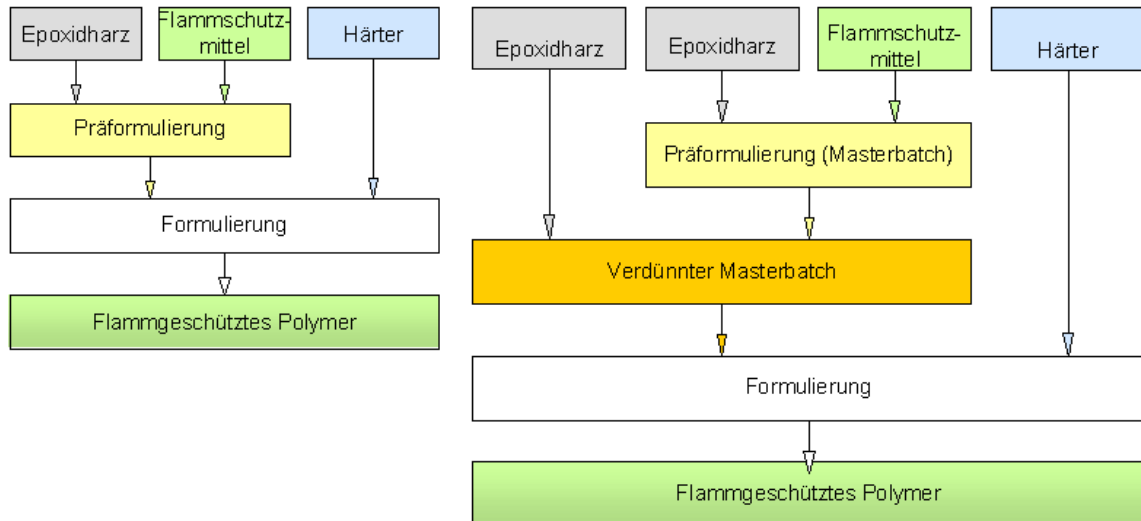 Epoxidharz
Flammschutz-
mittel
Härter
Präformulierung
Formulierung
Flammgeschütztes Polymer
Epoxidharz
Epoxidharz
Flammschutz-
mittel
Härter
Präformulierung (Masterbatch)
Verdünnter Masterbatch
Formulierung
Flammgeschütztes Polymer